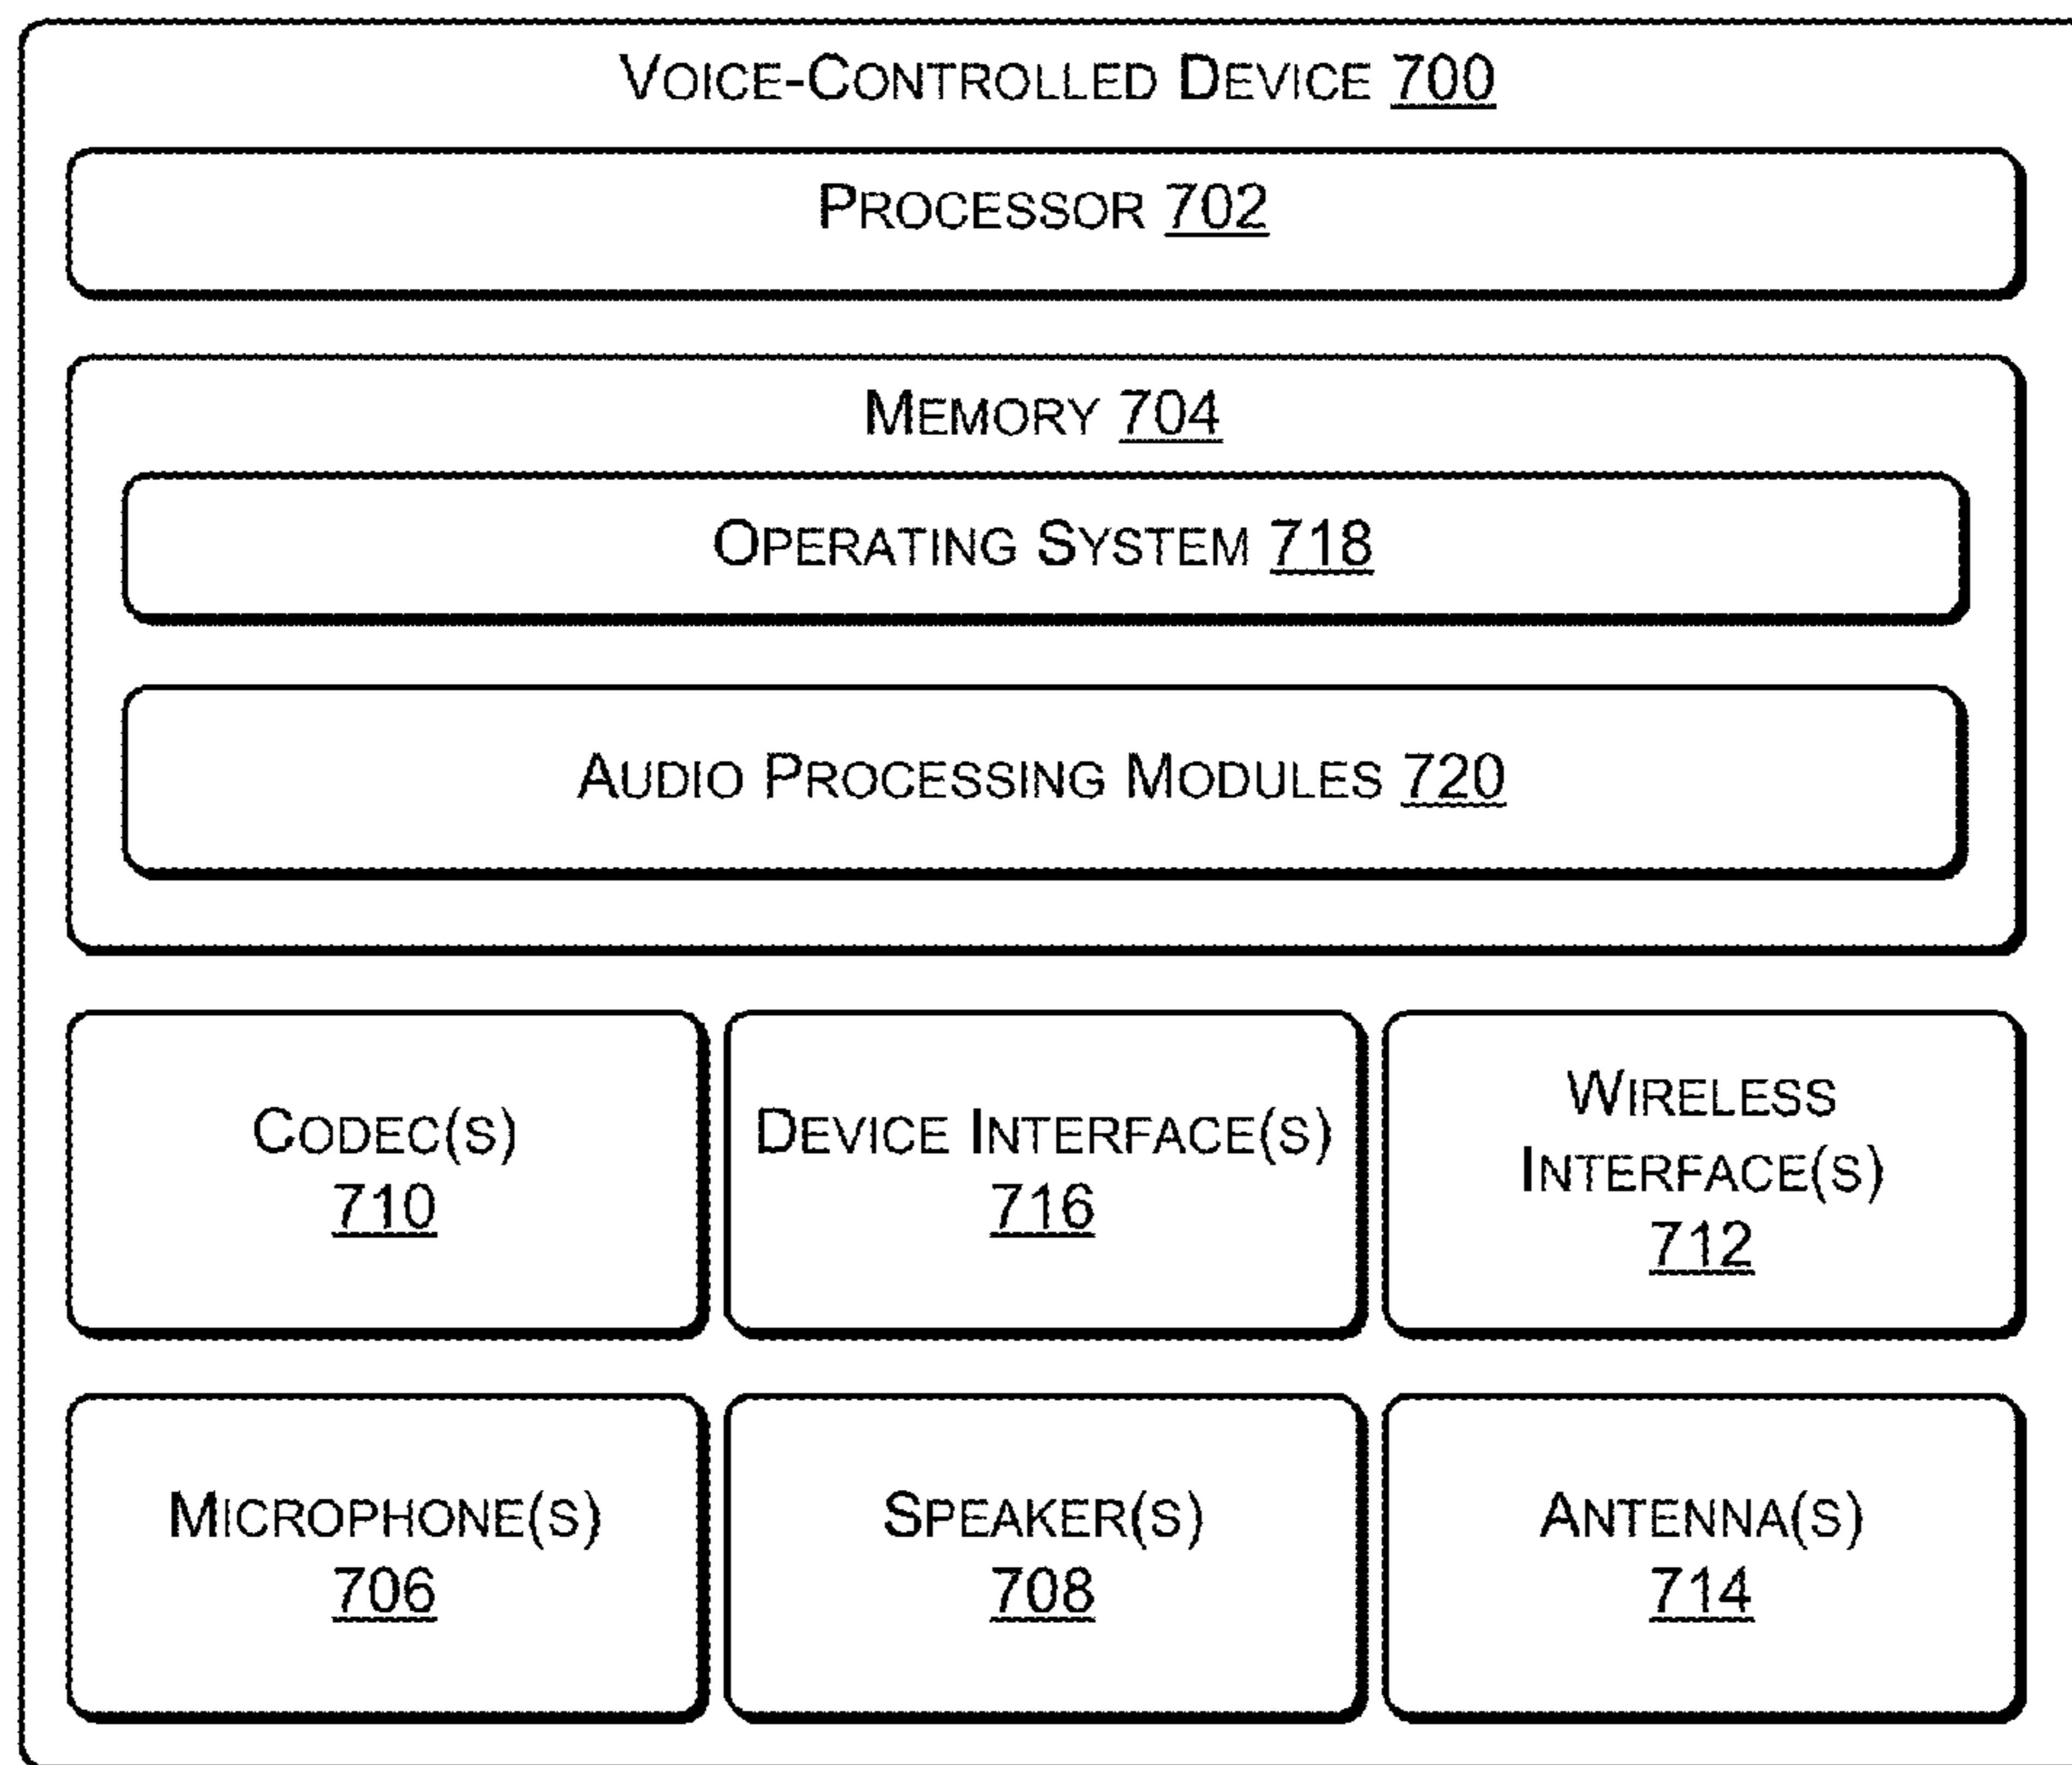 VOICE-CONTROLLED DEVICE 700
PROCESSOR 702
MEMORY 704
OPERATING SYSTEM 718
AUDIO PROCESSING MODULES 720
CODEC(S)
710
DEVICE INTERFACE(S)
716
WIRELESS
INTERFACE(S)
712
MICROPHONE(S)
706
SPEAKER(S)
708
ANTENNA(S)
714